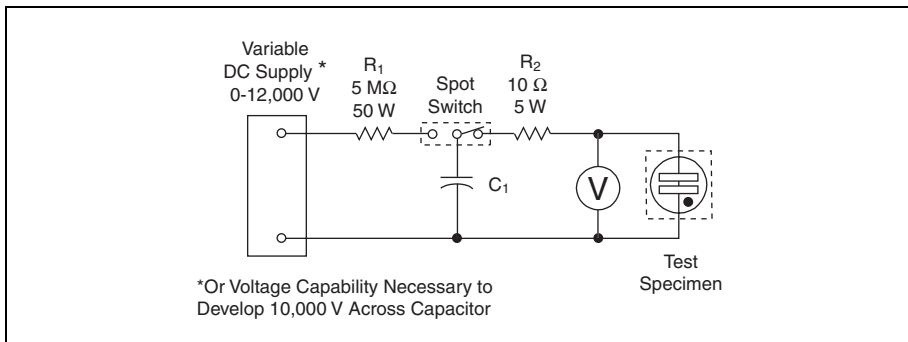 Variable
DC Supply *
0-12,000 V
R1
5 MΩ
50 W
Spot
Switch
R2
10 Ω
5 W
C1
V
Test
Specimen
*Or Voltage Capability Necessary to
Develop 10,000 V Across Capacitor